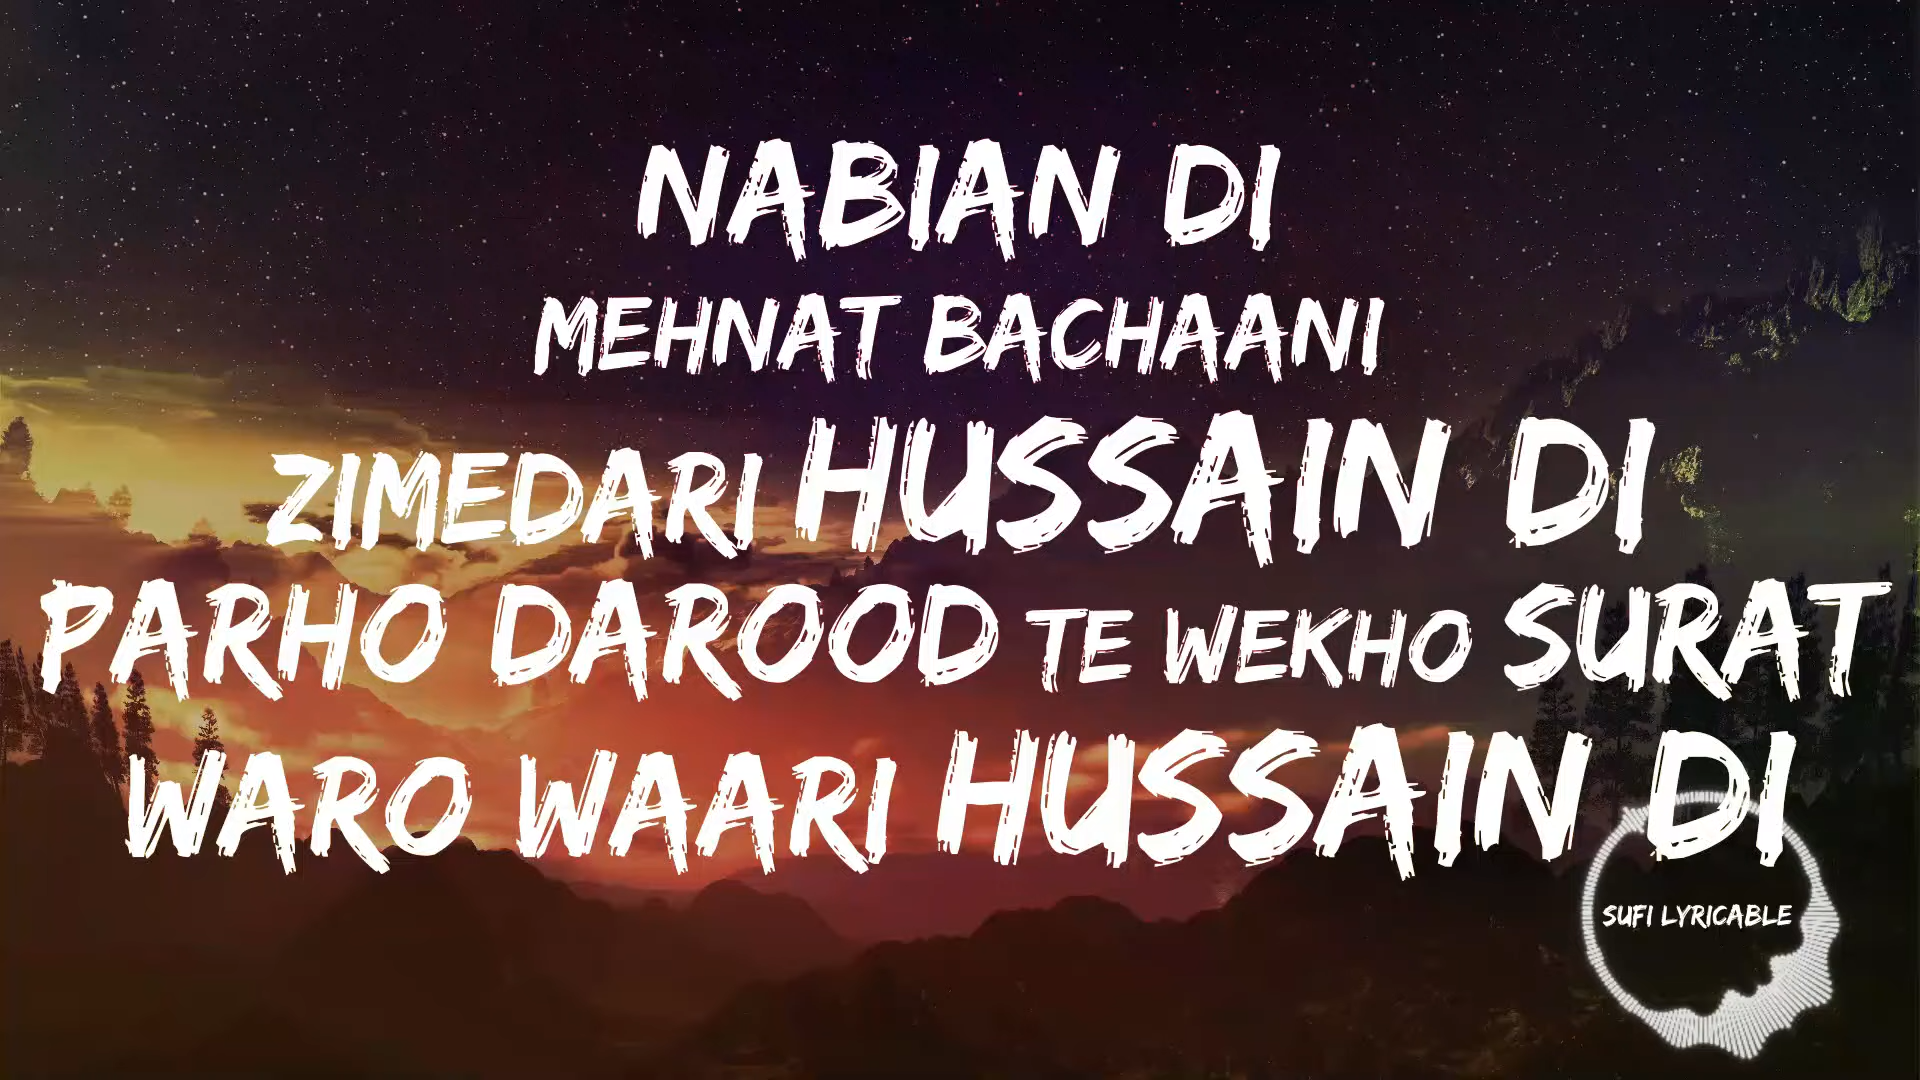 NABIAN DI
MEHNAT BACHAANI
ZIMEDARI HUSSAIN DI
PARHO DAROOD TE WEKHO SURAT
WARO WAARI HUSSAIN DI
SUFI LYRICABLE